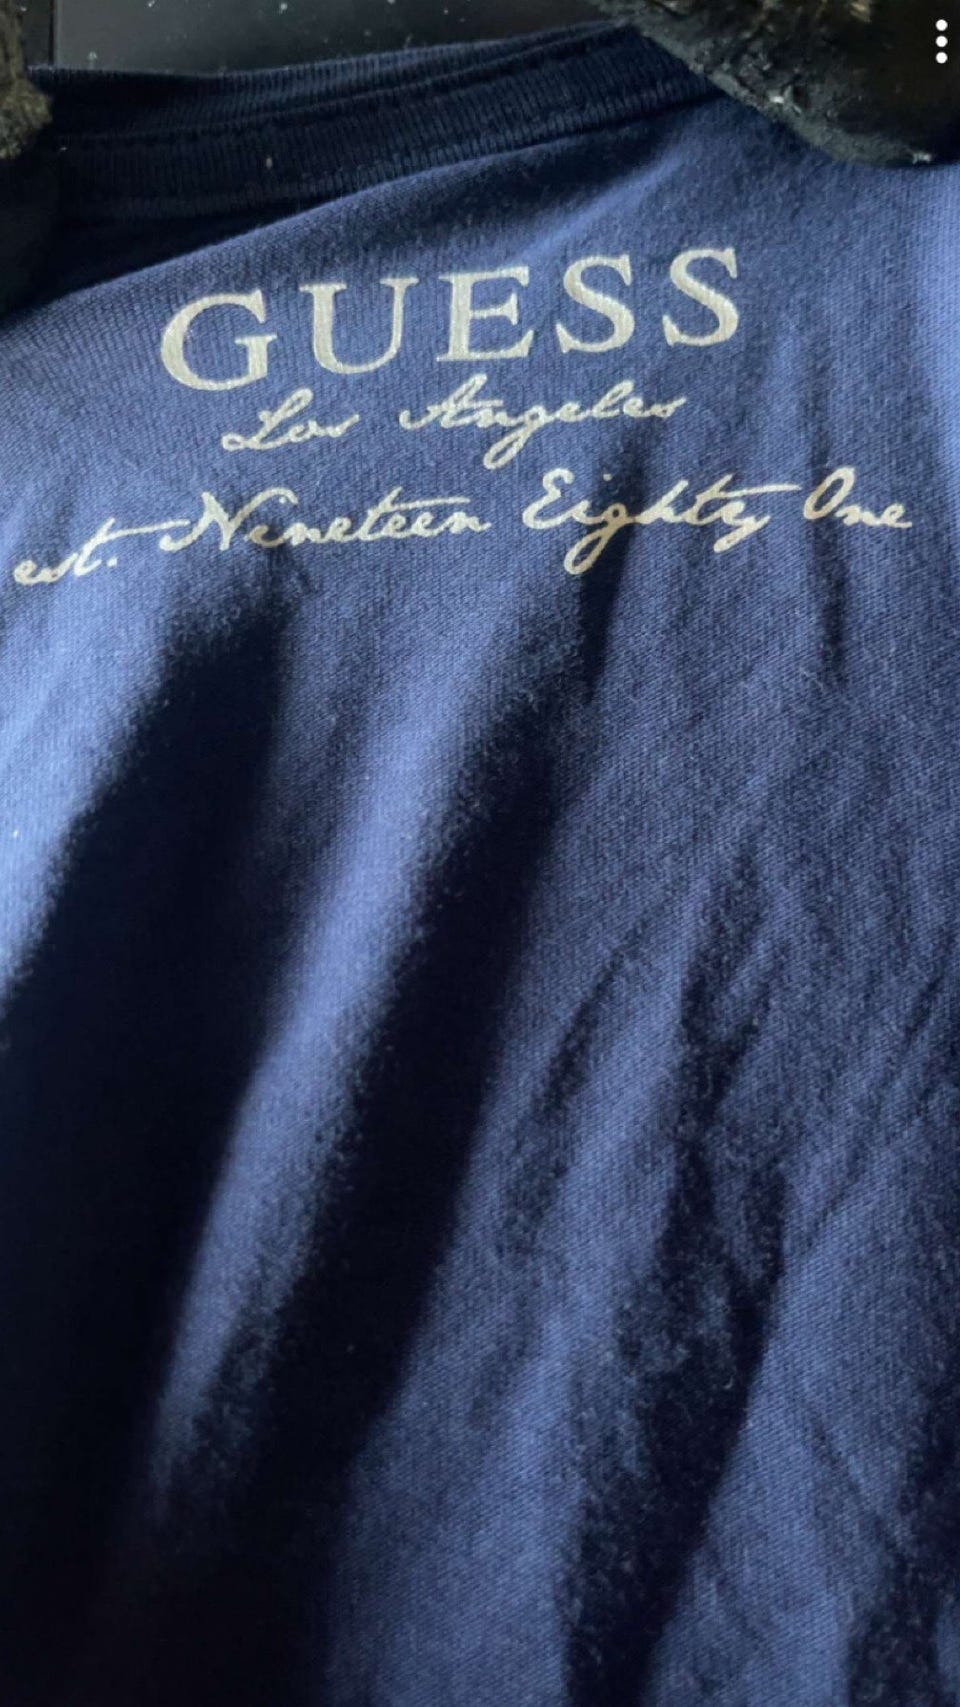 GUESS
Los Angeles
est. Nineteen Eighty One